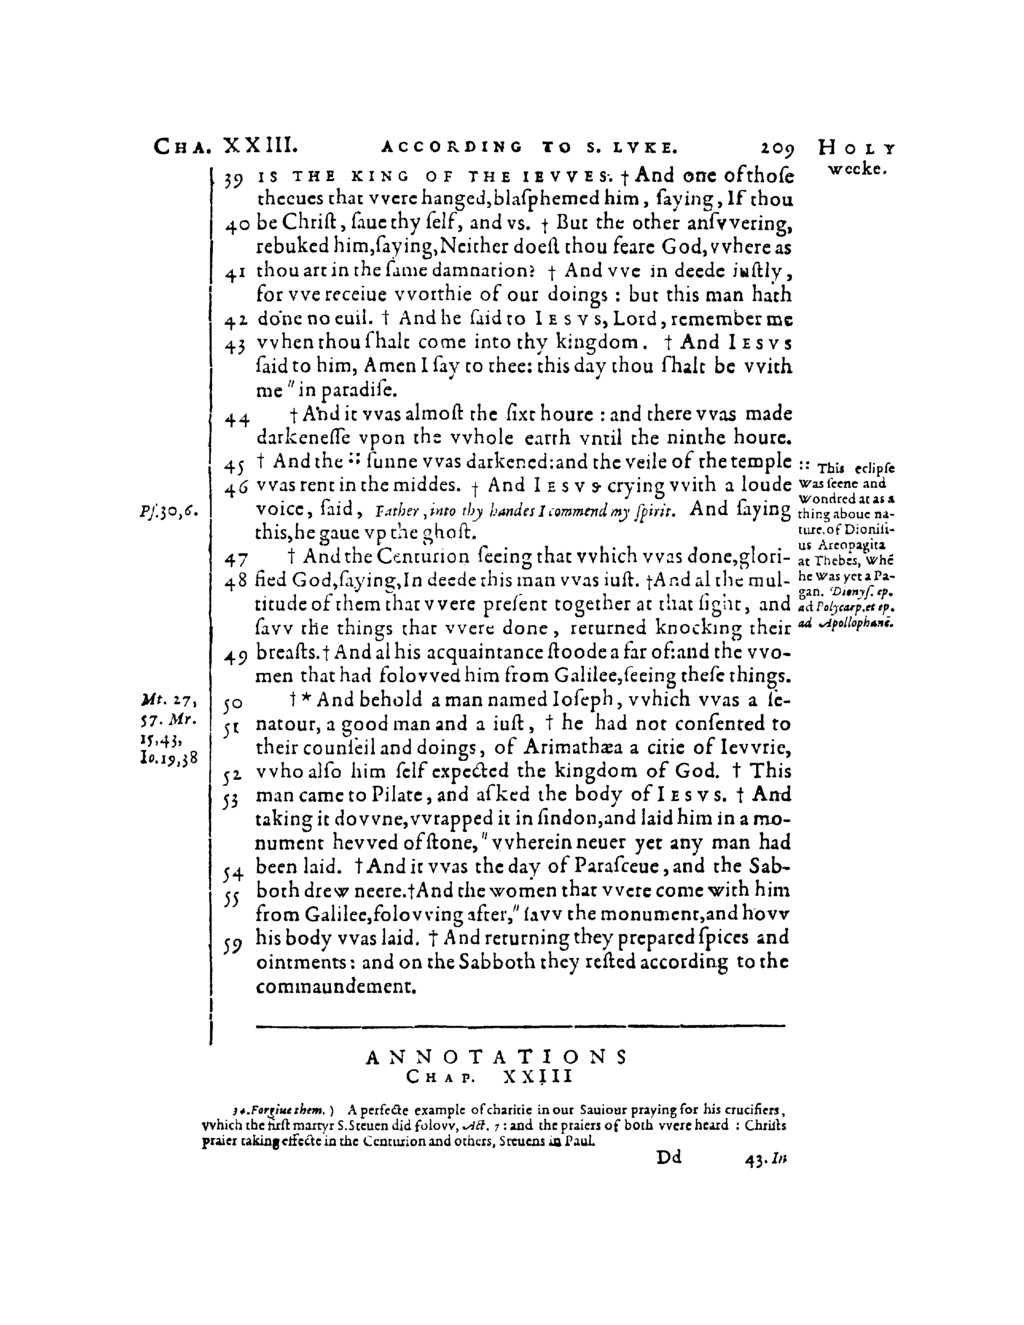 CHA. XXIII. ACCORDING TO S. LVKE. 209 HOLY
weeke.
39 IS THE KING OF THE IEVVES. † And one of thoſe
theeues that vvere hanged, blaſphemed him, ſaying, If thou
40 be Chriſt, ſaue thy ſelf, and vs. † But the other anſvvering,
rebuked him, ſaying, Neither doeſt thou feare God, vvhere as
41 thou art in the ſame damnation? † And vve in deede iuſtly,
for vve receiue vvorthie of our doings : but this man hath
42 done no euil. † And he ſaid to IESVS, Lord, remember me
43 vvhen thou ſhalt come into thy kingdom. † And IESVS
ſaid to him, Amen I ſay to thee: this day thou ſhalt be vvith
me " in paradiſe.
44 † And it vvas almoſt the ſixt houre : and there vvas made
darkeneſſe vpon the vvhole earth vntil the ninthe houre.
45 † And the :: ſunne vvas darkened: and the veile of the temple
46 vvas rent in the middes. † And IESVS crying vvith a loude
voice, ſaid, Father, into thy handes I commend my ſpirit. And ſaying
this, he gaue vp the ghoſt.
47 † And the Centurion ſeeing that vvhich vvas done, glori-
48 fied God, ſaying, In deede this man vvas iuſt. † And al the mul-
titude of them that vvere preſent together at that ſight, and
ſavv the things that vvere done, returned knocking their
49 breaſts. † And al his acquaintance ſtoode a far of: and the vvo-
men that had folovved him from Galilee, ſeeing theſe things.
50 † * And behold a man named Ioſeph, vvhich vvas a ſe-
51 natour, a good man and a iuſt, † he had not conſented to
their counſeil and doings, of Arimathæa a citie of Ievvrie,
52 vvho alſo him ſelf expected the kingdom of God. † This
53 man came to Pilate, and aſked the body of IESVS. † And
taking it dovvne, vvrapped it in ſindon, and laid him in a mo-
nument hevved of ſtone, " vvherein neuer yet any man had
54 been laid. † And it vvas the day of Paraſceue, and the Sab-
55 both drew neere. † And the women that vvere come with him
from Galilee, folovving after, " ſavv the monument, and hovv
59 his body vvas laid. † And returning they prepared ſpices and
ointments : and on the Sabboth they reſted according to the
commaundement.
Pſ. 30, 6.
Mt. 27,
57. Mr.
15, 43,
Io. 19, 38
:: This eclipſe
was ſeene and
wondred at as a
thing aboue na-
ture. of Dioniſi-
us Areopagita
at Thebes, whē
he was yet a Pa-
gan. Dionyſ. ep.
ad Polycarp. et ep.
ad Apollophanē.
ANNOTATIONS
CHAP. XXIII
34. Forgiue them. ) A perfecte example of charitie in our Sauiour praying for his crucifiers,
vvhich the firſt martyr S. Steuen did folovv, Act. 7 : and the praiers of both vvere heard : Chriſts
praier taking effecte in the Centurion and others, Steuens in Paul.
Dd 43. In